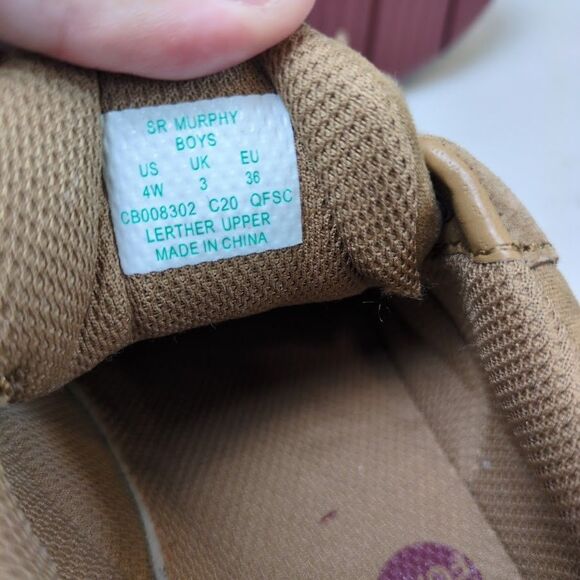 SR MURPHY
BOYS
US UK EU
4W 3 36
CB008302 C20 QFSC
LERTHER UPPER
MADE IN CHINA